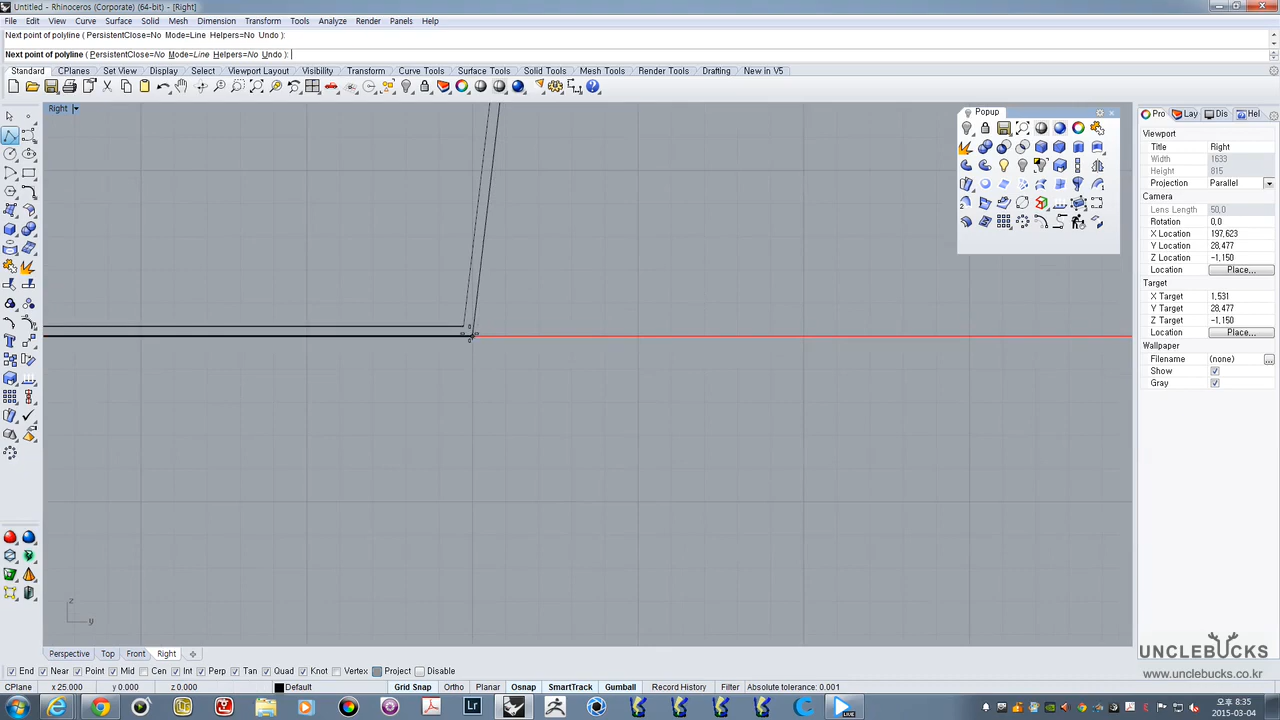 Untitled - Rhinoceros (Corporate) (64-bit) - [Right]
File Edit View Curve Surface Solid Mesh Dimension Transform Tools Analyze Render Panels Help
Next point of polyline ( PersistentClose=No Mode=Line Helpers=No Undo ):
Next point of polyline ( PersistentClose=No Mode=Line Helpers=No Undo ):
Standard CPlanes Set View Display Select Viewport Layout Visibility Transform Curve Tools Surface Tools Solid Tools Mesh Tools Render Tools Drafting New in V5
Right
Popup
Pro Lay Dis Hel
Viewport
Title Right
Width 1633
Height 815
Projection Parallel
Camera
Lens Length 50,0
Rotation 0,0
X Location 197,623
Y Location 28,477
Z Location -1,150
Location Place...
Target
X Target 1,531
Y Target 28,477
Z Target -1,150
Location Place...
Wallpaper
Filename (none) ...
Show
Gray
z
y
Perspective Top Front Right
End Near Point Mid Cen Int Perp Tan Quad Knot Vertex Project Disable
CPlane x 25.000 y 0.000 z 0.000 Default Grid Snap Ortho Planar Osnap SmartTrack Gumball Record History Filter Absolute tolerance: 0.001
UNCLEBUCKS
www.unclebucks.co.kr
Lr
LIVE
오후 8:35
2015-03-04